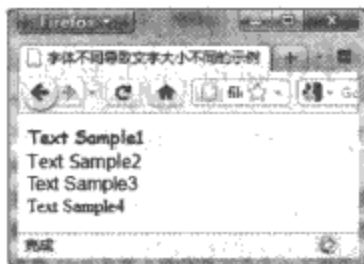 Firefox
字体不同导致文字大小不同的示例
Text Sample1
Text Sample2
Text Sample3
Text Sample4
完成